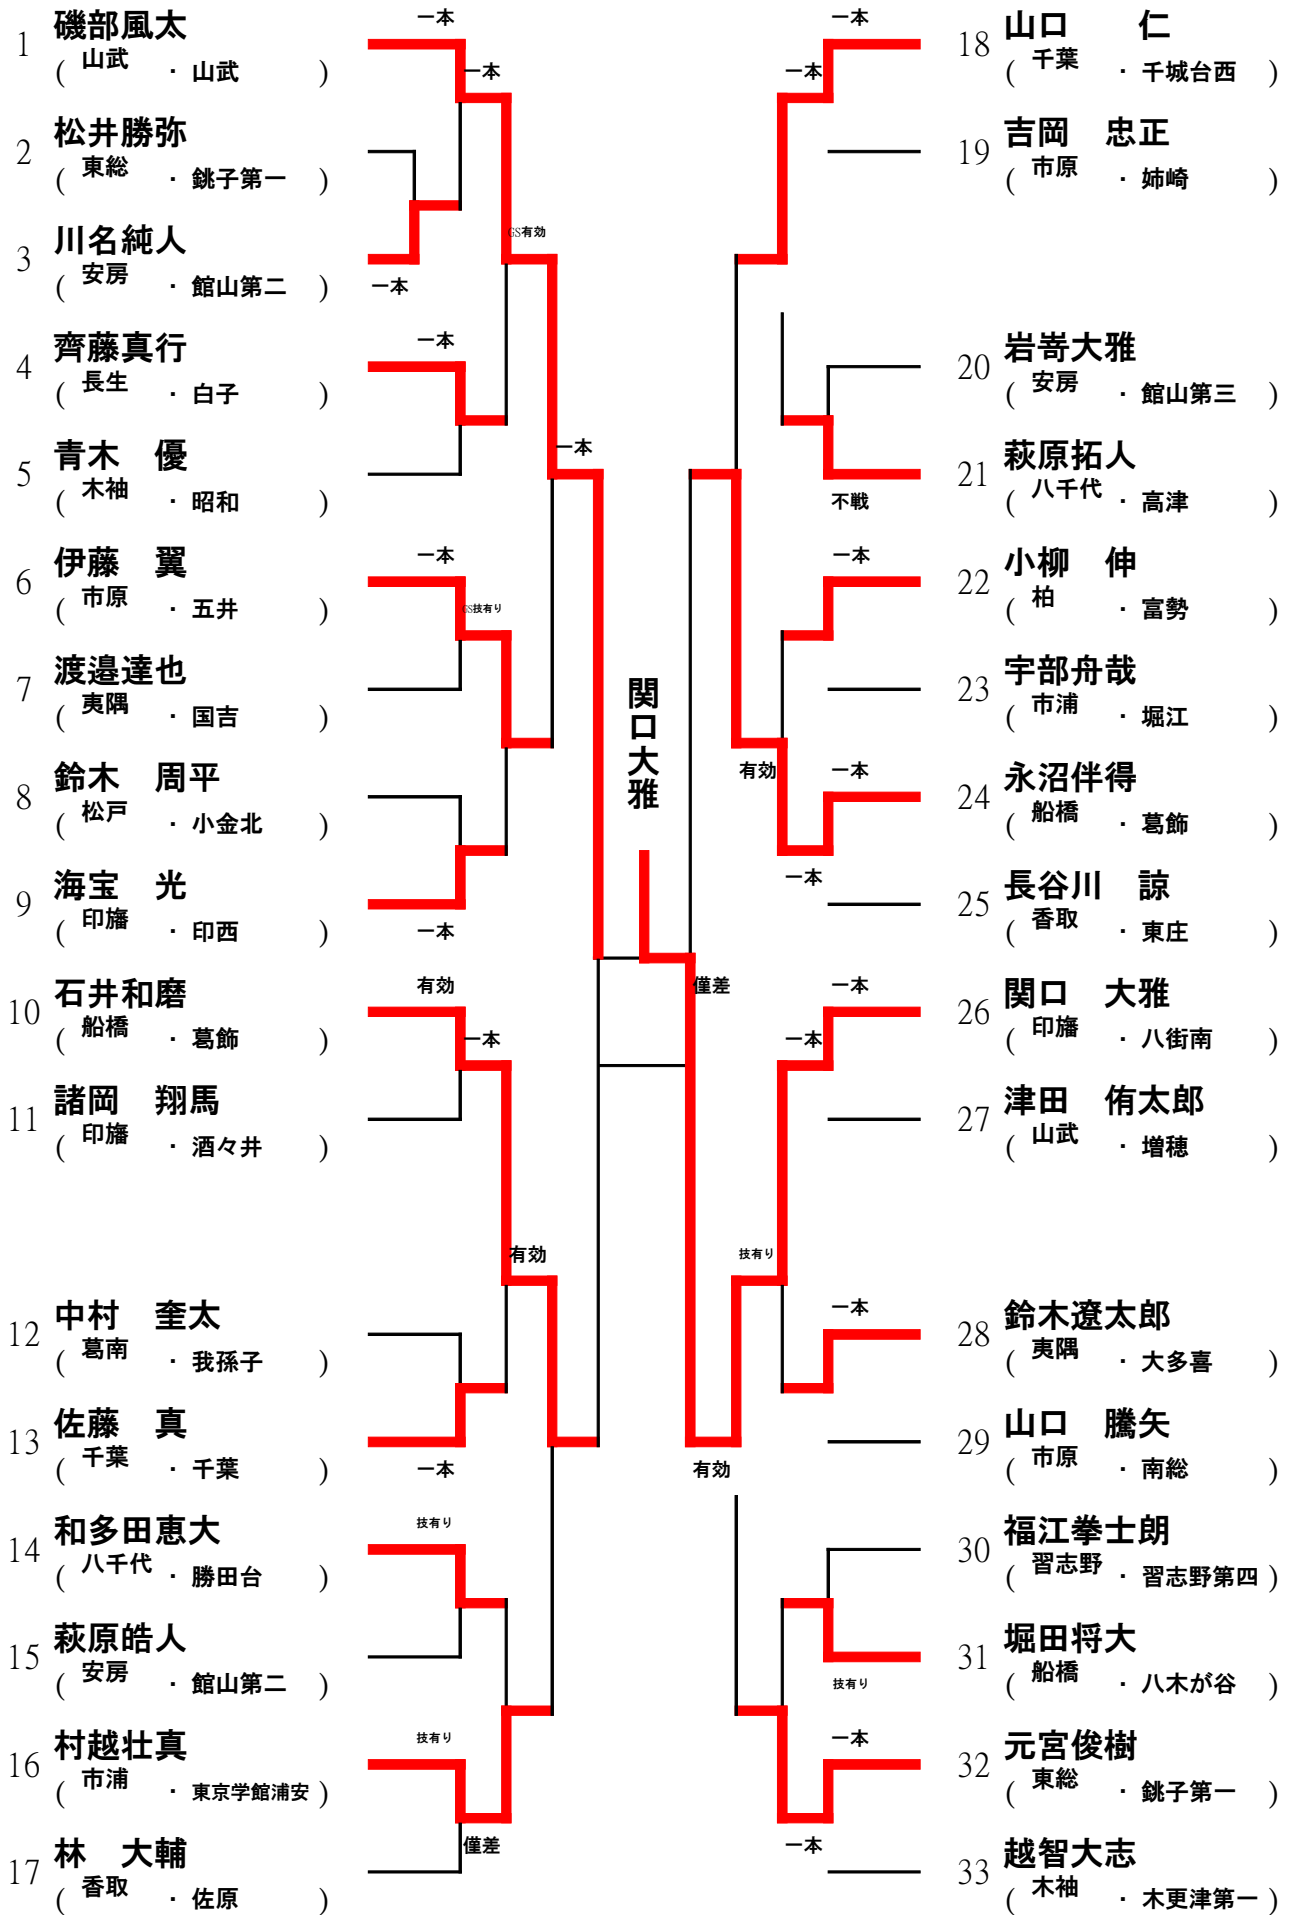 1 磯部風太
( 山武 ・ 山武 )
一本
一本
2 松井勝弥
( 東総 ・ 銚子第一 )
3 川名純人
( 安房 ・ 館山第二 )
一本
GS有効
4 齊藤真行
( 長生 ・ 白子 )
一本
5 青木 優
( 木袖 ・ 昭和 )
一本
6 伊藤 翼
( 市原 ・ 五井 )
一本
GS技有り
7 渡邉達也
( 夷隅 ・ 国吉 )
8 鈴木 周平
( 松戸 ・ 小金北 )
9 海宝 光
( 印旛 ・ 印西 )
一本
10 石井和磨
( 船橋 ・ 葛飾 )
有効
一本
11 諸岡 翔馬
( 印旛 ・ 酒々井 )
有効
12 中村 奎太
( 葛南 ・ 我孫子 )
13 佐藤 真
( 千葉 ・ 千葉 )
一本
14 和多田恵大
( 八千代 ・ 勝田台 )
技有り
15 萩原皓人
( 安房 ・ 館山第二 )
16 村越壮真
( 市浦 ・ 東京学館浦安 )
技有り
僅差
17 林 大輔
( 香取 ・ 佐原 )
関口大雅
僅差
一本
18 山口 仁
( 千葉 ・ 千城台西 )
一本
19 吉岡 忠正
( 市原 ・ 姉崎 )
20 岩嵜大雅
( 安房 ・ 館山第三 )
21 萩原拓人
( 八千代 ・ 高津 )
不戦
一本
22 小柳 伸
( 柏 ・ 富勢 )
23 宇部舟哉
( 市浦 ・ 堀江 )
有効
一本
24 永沼伴得
( 船橋 ・ 葛飾 )
一本
25 長谷川 諒
( 香取 ・ 東庄 )
一本
26 関口 大雅
( 印旛 ・ 八街南 )
一本
27 津田 侑太郎
( 山武 ・ 増穂 )
技有り
一本
28 鈴木遼太郎
( 夷隅 ・ 大多喜 )
29 山口 騰矢
( 市原 ・ 南総 )
有効
30 福江拳士朗
( 習志野 ・ 習志野第四 )
31 堀田将大
( 船橋 ・ 八木が谷 )
技有り
一本
32 元宮俊樹
( 東総 ・ 銚子第一 )
一本
33 越智大志
( 木袖 ・ 木更津第一 )